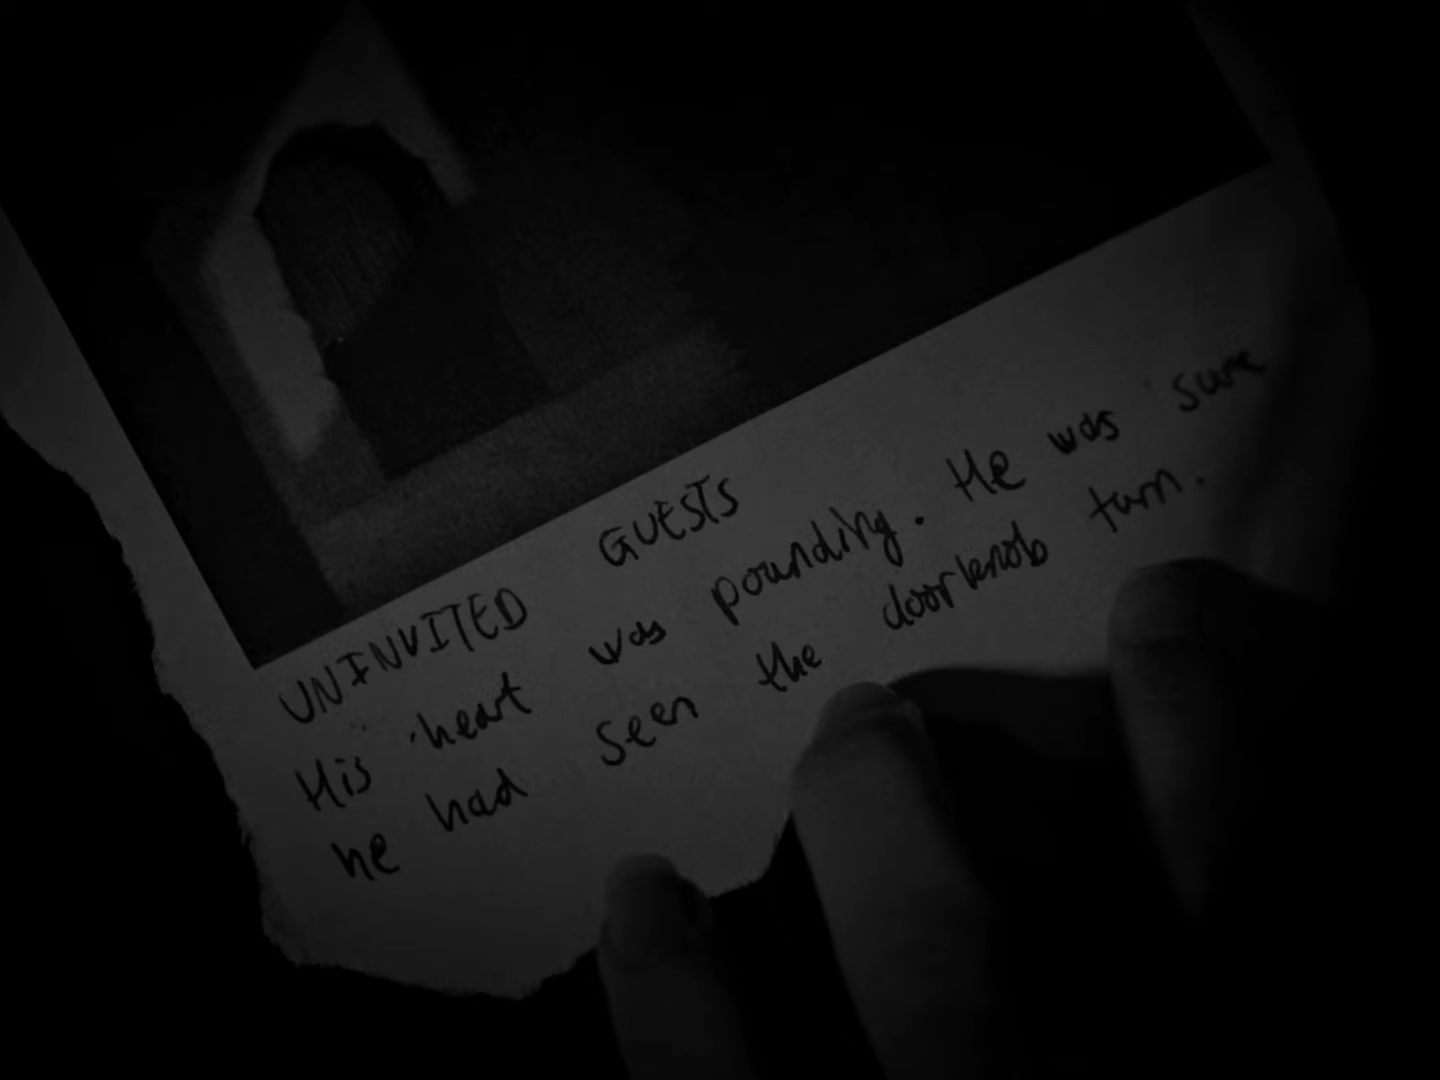 UNINVITED GUESTS
His heart was pounding. He was sure
he had seen the doorknob turn.